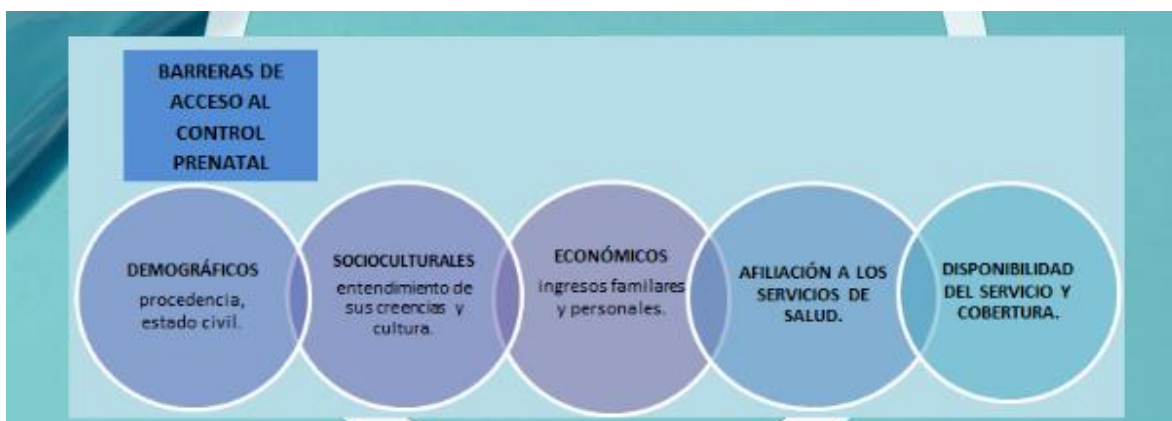 BARRERAS DE
ACCESO AL
CONTROL
PRENATAL
DEMOGRÁFICOS
procedencia,
estado civil.
SOCIOCULTURALES
entendimiento de
sus creencias y
cultura.
ECONÓMICOS
ingresos familares
y personales.
AFILIACIÓN A LOS
SERVICIOS DE
SALUD.
DISPONIBILIDAD
DEL SERVICIO Y
COBERTURA.